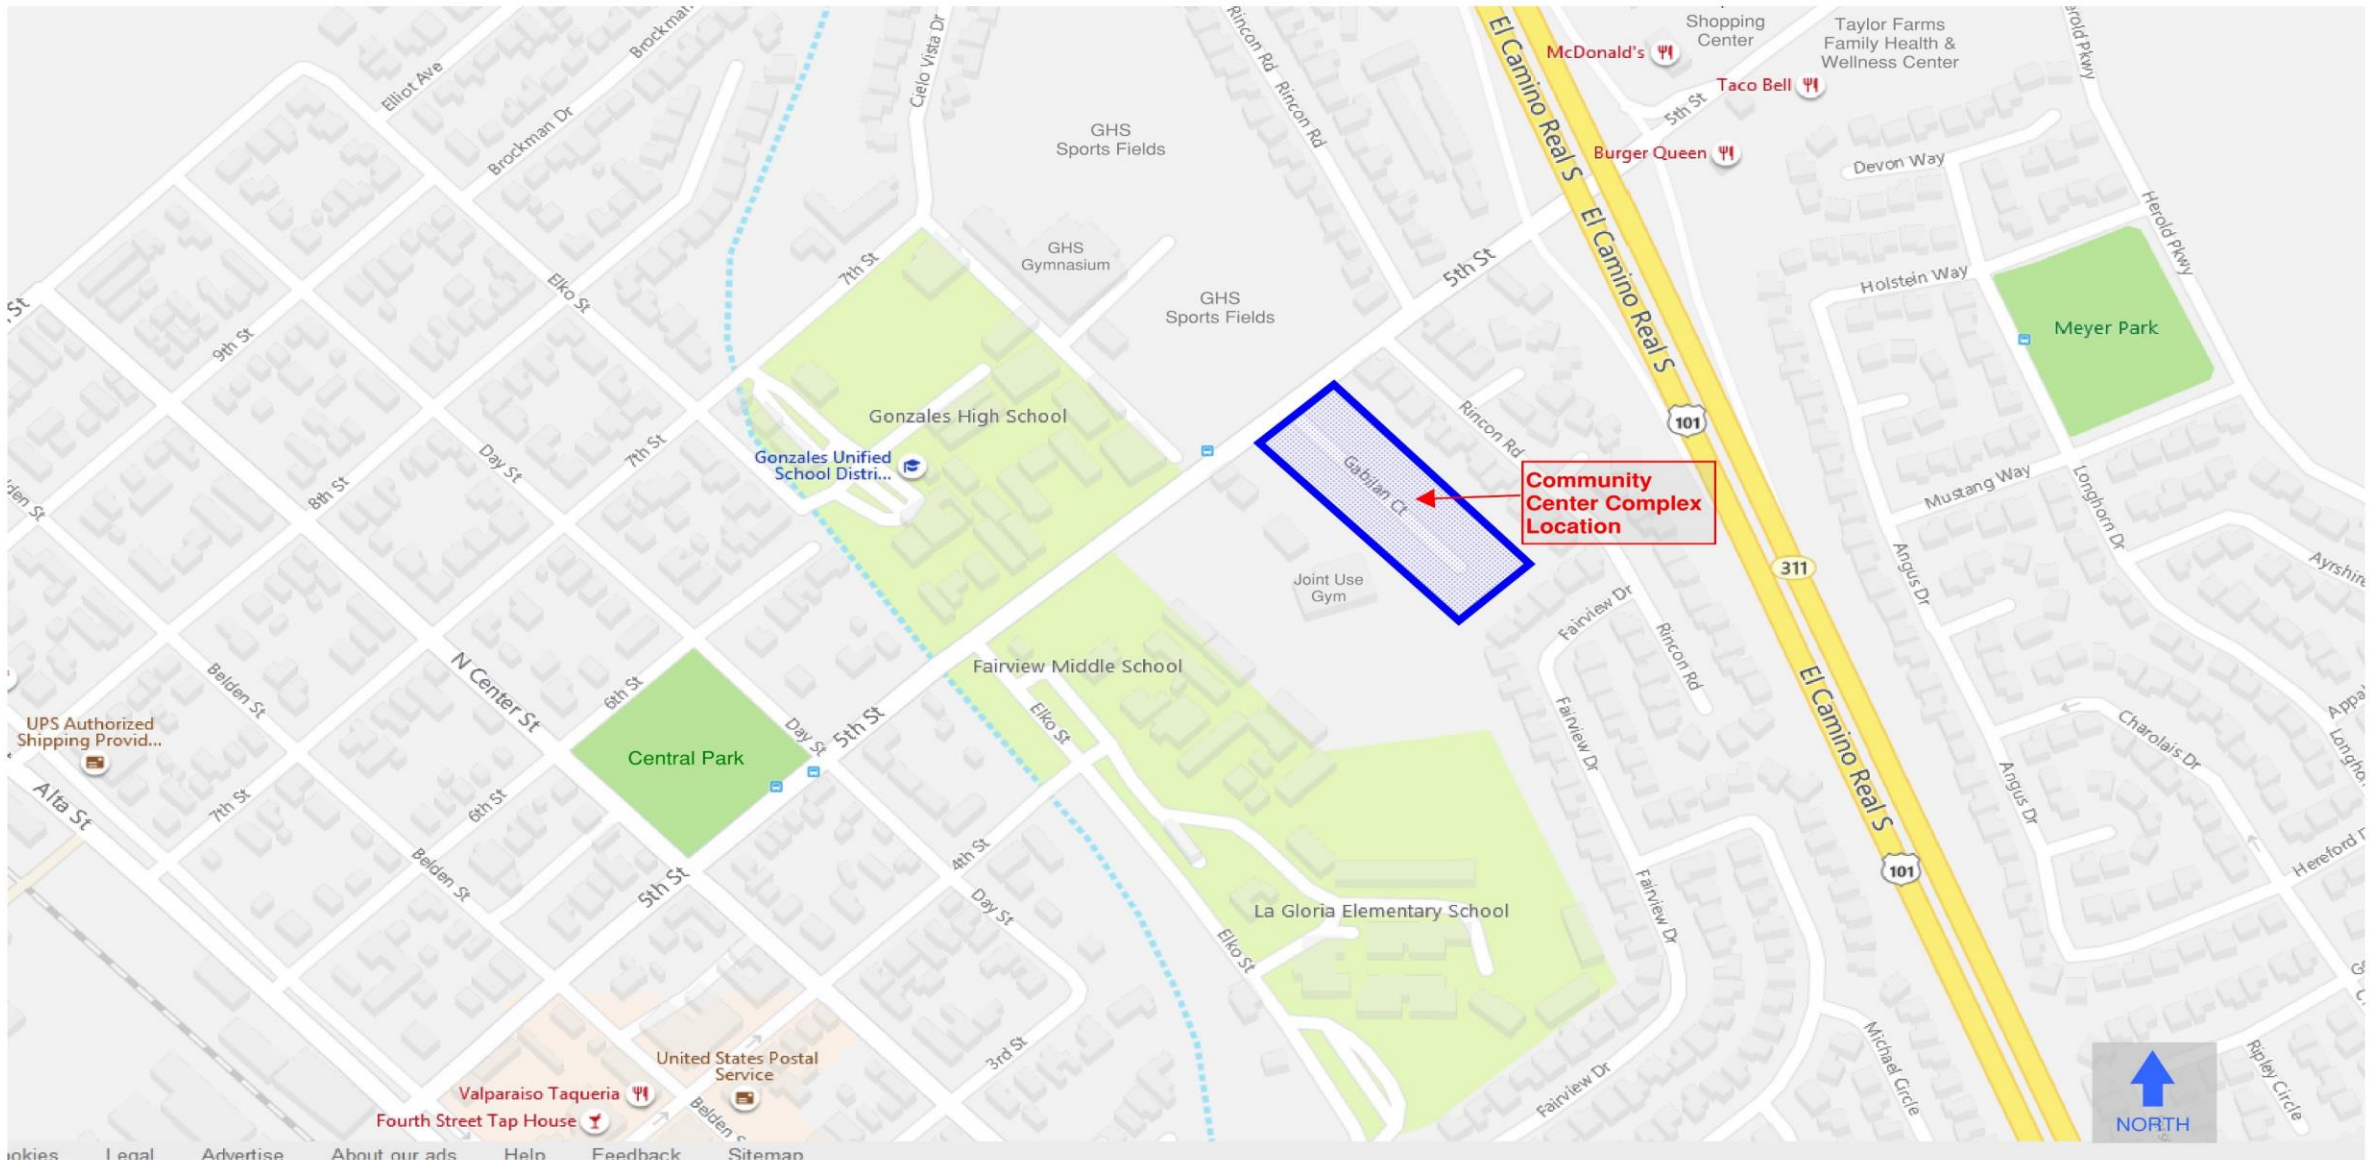 Elliot Ave
Brockman Dr
Cielo Vista Dr
Rincon Rd
Rincon Rd
El Camino Real S
McDonald's
Shopping
Center
Taylor Farms
Family Health &
Wellness Center
Taco Bell
5th St
Burger Queen
Devon Way
Herold Pkwy
Holstein Way
Meyer Park
GHS
Sports Fields
GHS
Gymnasium
GHS
Sports Fields
7th St
5th St
El Camino Real S
Elko St
9th St
Gonzales High School
Gonzales Unified
School Distri...
Day St
7th St
8th St
Gabilan Ct
Rincon Rd
101
Community
Center Complex
Location
Mustang Way
Longhorn Dr
Angus Dr
311
Joint Use
Gym
Fairview Dr
Rincon Rd
Fairview Middle School
N Center St
Belden St
6th St
Day St
5th St
Elko St
Fairview Dr
El Camino Real S
Charolais Dr
Angus Dr
UPS Authorized
Shipping Provid...
Central Park
Alta St
7th St
6th St
Belden St
5th St
4th St
Day St
La Gloria Elementary School
Elko St
Fairview Dr
101
3rd St
United States Postal
Service
Valparaiso Taqueria
Fourth Street Tap House
Fairview Dr
Michael Circle
Ripley Circle
NORTH
Legal
Advertise
About our ads
Help
Feedback
Sitemap